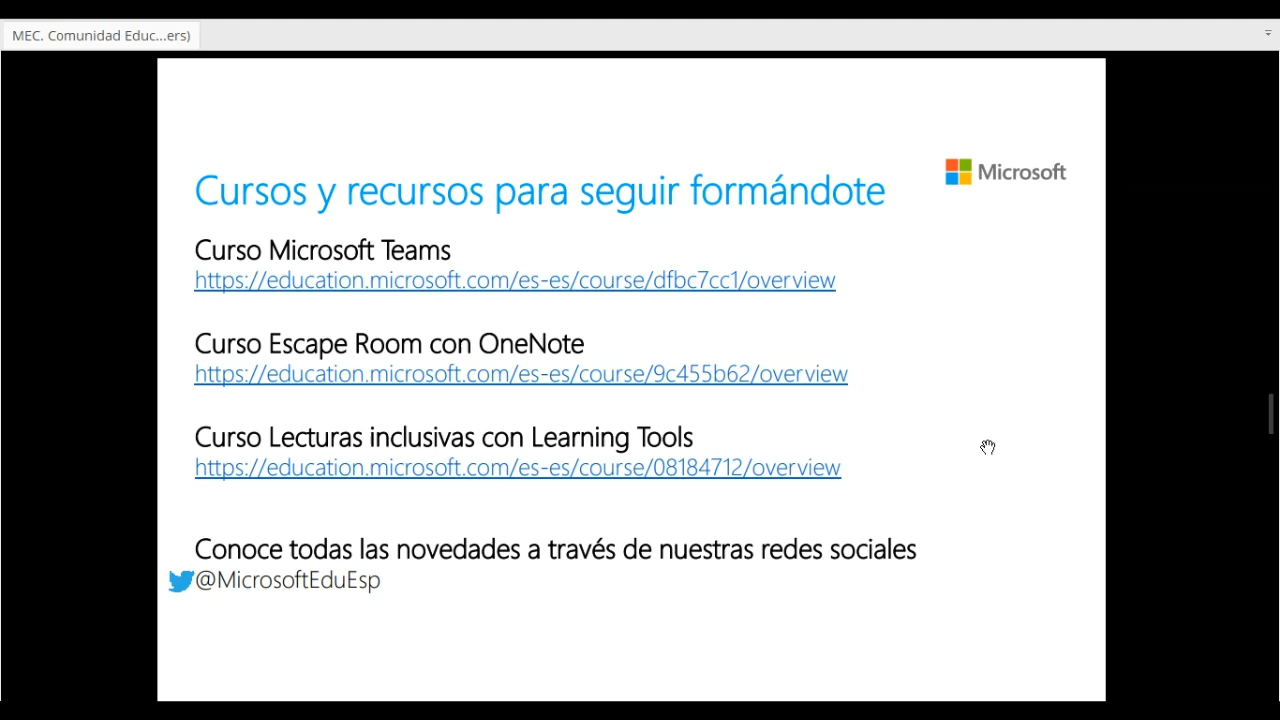 MEC. Comunidad Educ...ers)
Microsoft
Cursos y recursos para seguir formándote
Curso Microsoft Teams
https://education.microsoft.com/es-es/course/dfbc7cc1/overview
Curso Escape Room con OneNote
https://education.microsoft.com/es-es/course/9c455b62/overview
Curso Lecturas inclusivas con Learning Tools
https://education.microsoft.com/es-es/course/08184712/overview
Conoce todas las novedades a través de nuestras redes sociales
@MicrosoftEduEsp